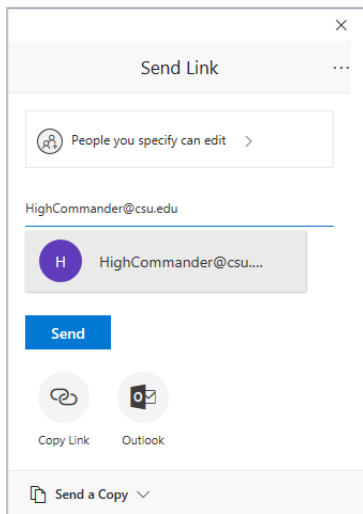 Send Link
...
People you specify can edit
HighCommander@csu.edu
H HighCommander@csu....
Send
Copy Link Outlook
Send a Copy